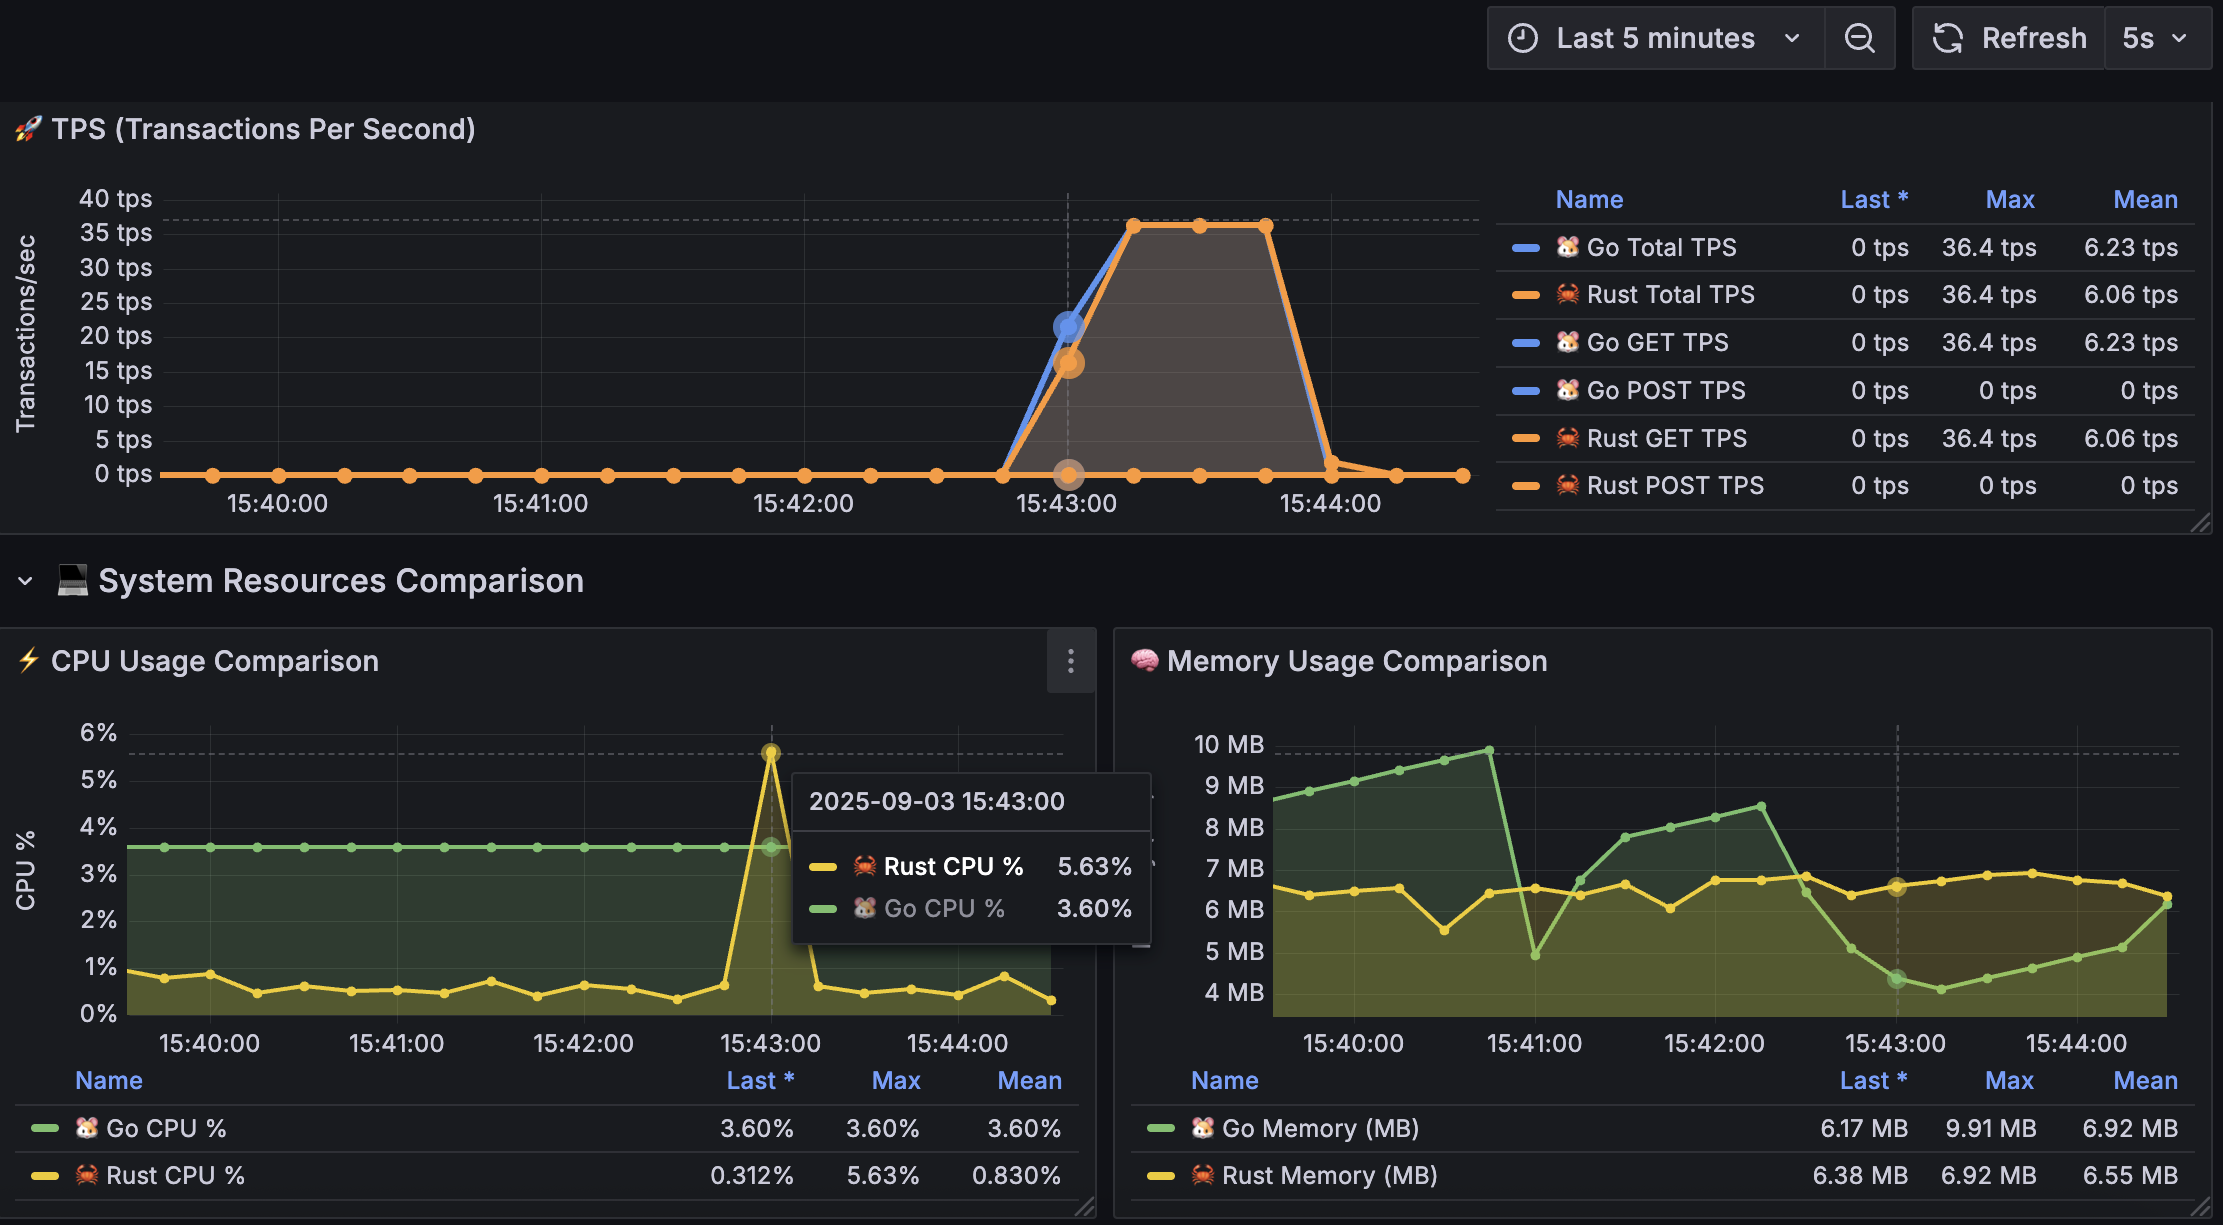 Last 5 minutes
Refresh
5s
🚀 TPS (Transactions Per Second)
Transactions/sec
40 tps
35 tps
30 tps
25 tps
20 tps
15 tps
10 tps
5 tps
0 tps
15:40:00 15:41:00 15:42:00 15:43:00 15:44:00
Name Last * Max Mean
🐹 Go Total TPS 0 tps 36.4 tps 6.23 tps
🦀 Rust Total TPS 0 tps 36.4 tps 6.06 tps
🐹 Go GET TPS 0 tps 36.4 tps 6.23 tps
🐹 Go POST TPS 0 tps 0 tps 0 tps
🦀 Rust GET TPS 0 tps 36.4 tps 6.06 tps
🦀 Rust POST TPS 0 tps 0 tps 0 tps
💻 System Resources Comparison
⚡ CPU Usage Comparison
CPU %
6%
5%
4%
3%
2%
1%
0%
15:40:00 15:41:00 15:42:00 15:43:00 15:44:00
2025-09-03 15:43:00
🦀 Rust CPU % 5.63%
🐹 Go CPU % 3.60%
Name Last * Max Mean
🐹 Go CPU % 3.60% 3.60% 3.60%
🦀 Rust CPU % 0.312% 5.63% 0.830%
🧠 Memory Usage Comparison
10 MB
9 MB
8 MB
7 MB
6 MB
5 MB
4 MB
15:40:00 15:41:00 15:42:00 15:43:00 15:44:00
Name Last * Max Mean
🐹 Go Memory (MB) 6.17 MB 9.91 MB 6.92 MB
🦀 Rust Memory (MB) 6.38 MB 6.92 MB 6.55 MB